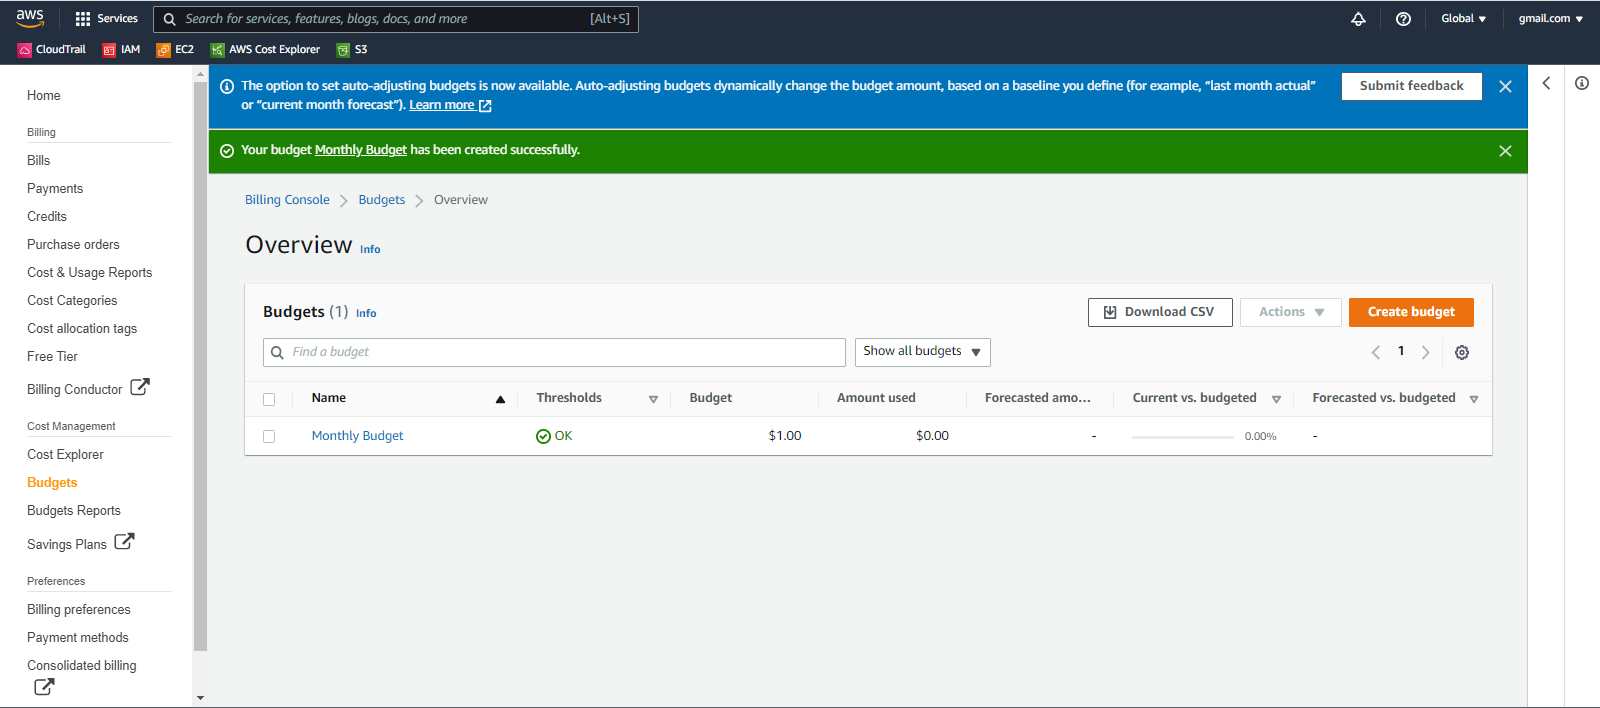 aws
Services
Search for services, features, blogs, docs, and more
[Alt+S]
Global
gmail.com
CloudTrail
IAM
EC2
AWS Cost Explorer
S3
Home
Billing
Bills
Payments
Credits
Purchase orders
Cost & Usage Reports
Cost Categories
Cost allocation tags
Free Tier
Billing Conductor
Cost Management
Cost Explorer
Budgets
Budgets Reports
Savings Plans
Preferences
Billing preferences
Payment methods
Consolidated billing
The option to set auto-adjusting budgets is now available. Auto-adjusting budgets dynamically change the budget amount, based on a baseline you define (for example, “last month actual”
or “current month forecast”). Learn more
Submit feedback
Your budget Monthly Budget has been created successfully.
Billing Console
Budgets
Overview
Overview Info
Budgets (1) Info
Download CSV
Actions
Create budget
Find a budget
Show all budgets
1
Name
Thresholds
Budget
Amount used
Forecasted amo...
Current vs. budgeted
Forecasted vs. budgeted
Monthly Budget
OK
$1.00
$0.00
-
0.00%
-